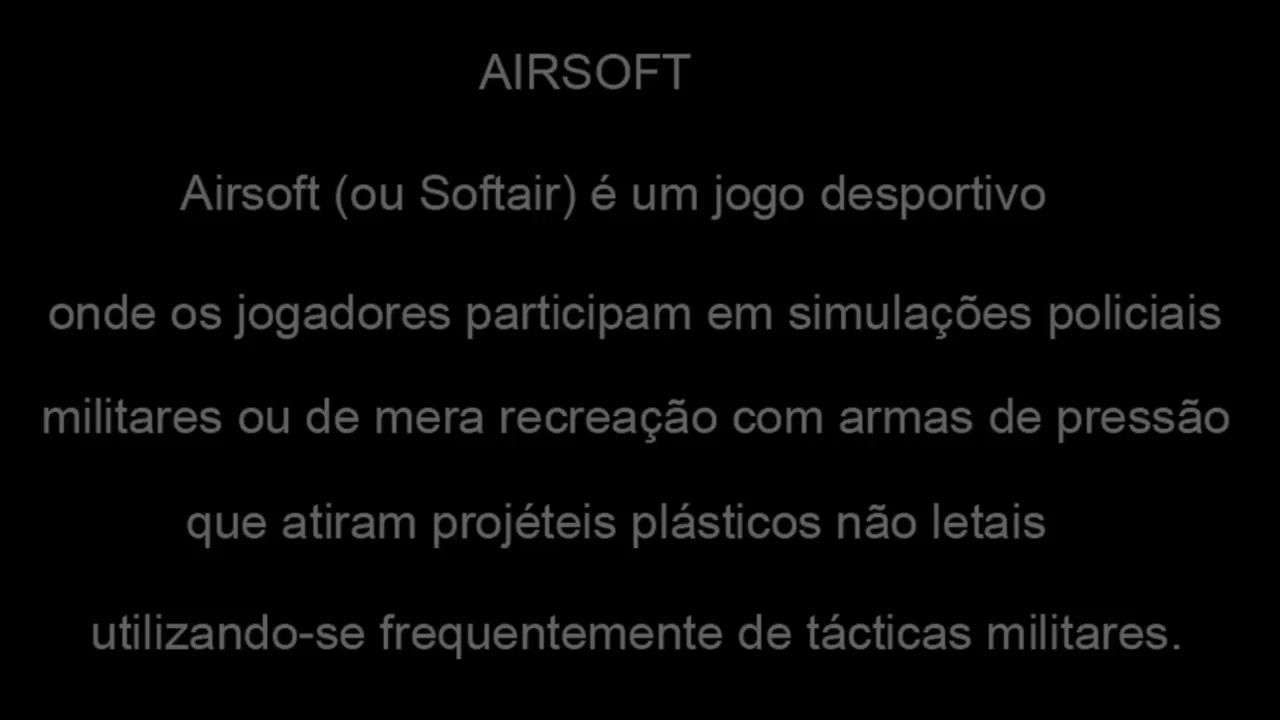 AIRSOFT
Airsoft (ou Softair) é um jogo desportivo
onde os jogadores participam em simulações policiais
militares ou de mera recreação com armas de pressão
que atiram projéteis plásticos não letais
utilizando-se frequentemente de tácticas militares.